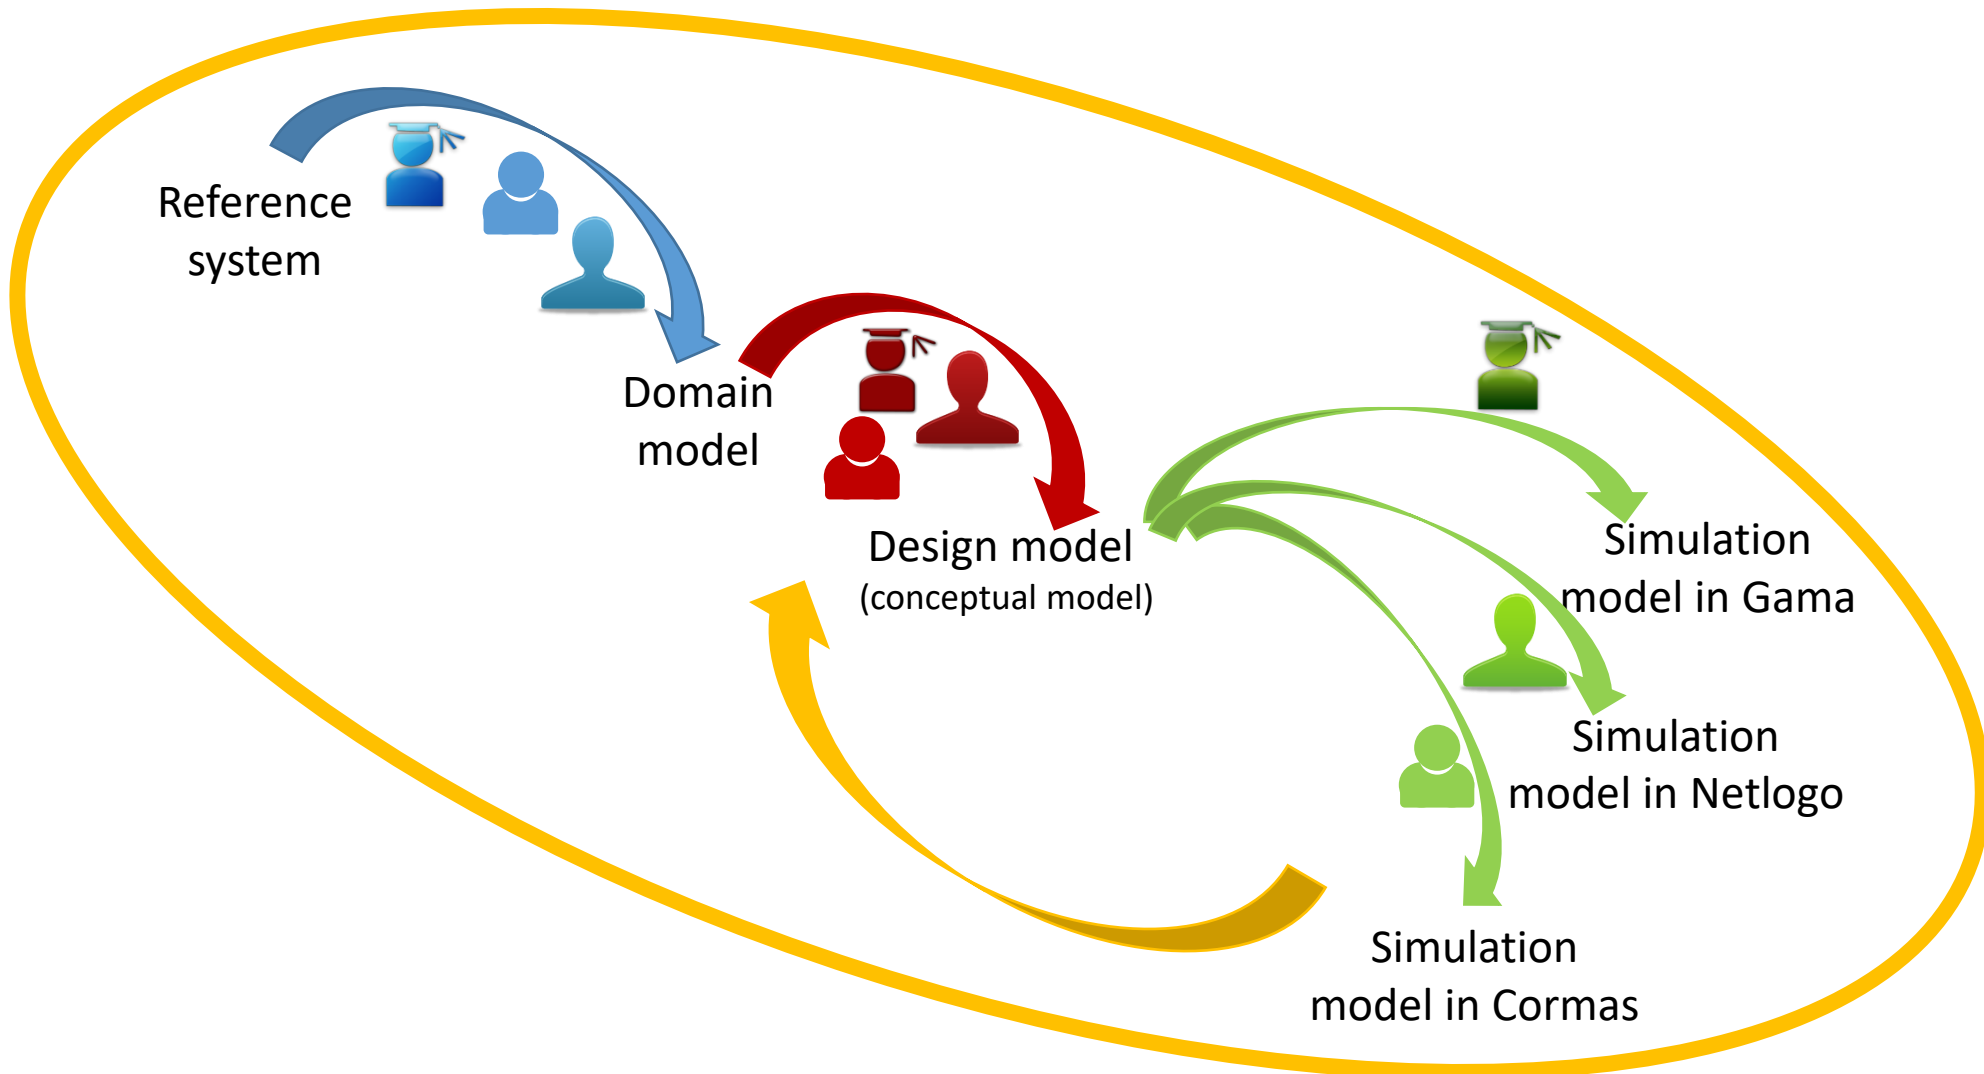 Reference
system
Domain
model
Design model
(conceptual model)
Simulation
model in Gama
Simulation
model in Netlogo
Simulation
model in Cormas